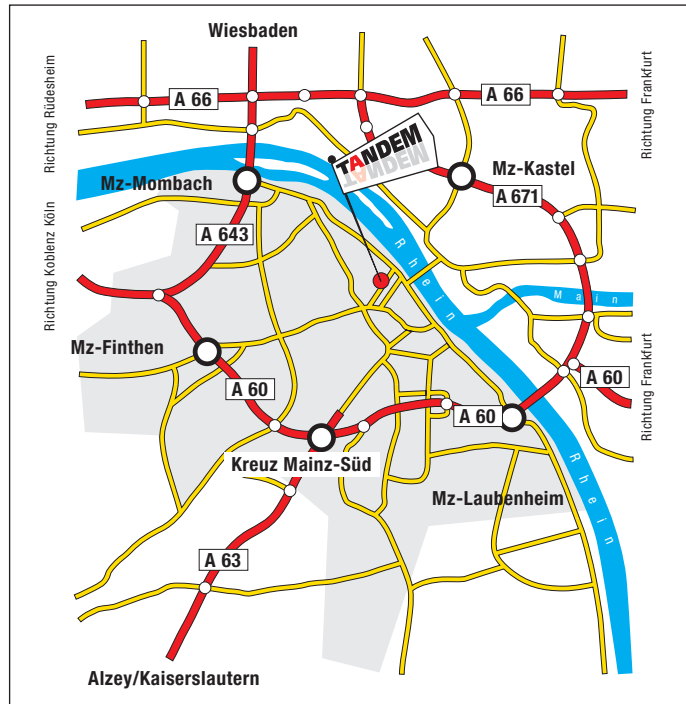 Wiesbaden
Richtung Rüdesheim
A 66
A 66
Richtung Frankfurt
TANDEM
TANDEM
Mz-Kastel
Mz-Mombach
A 671
A 643
Richtung Koblenz Köln
Rhein
Main
Mz-Finthen
A 60
A 60
A 60
Richtung Frankfurt
Kreuz Mainz-Süd
Mz-Laubenheim
Rhein
A 63
Alzey/Kaiserslautern